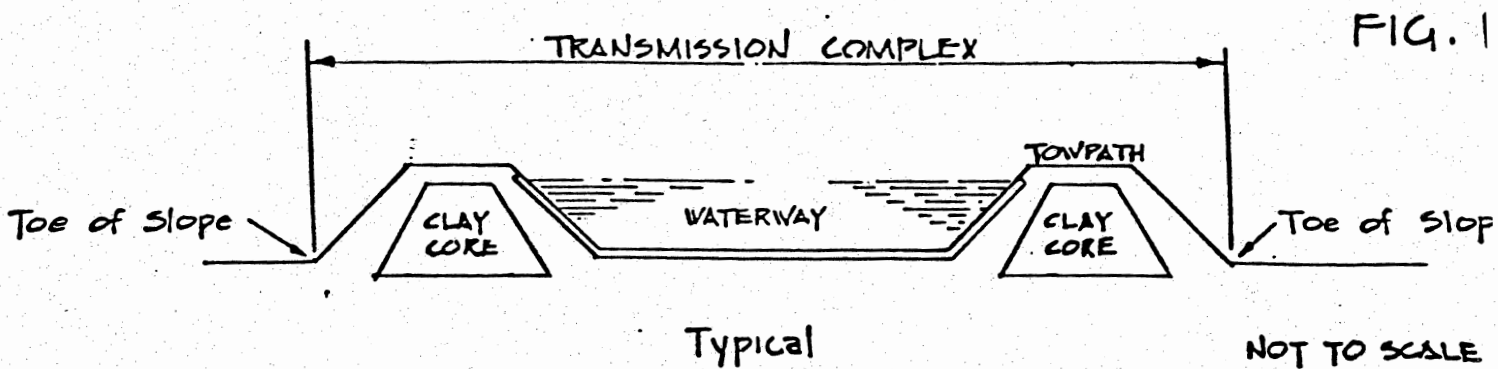 FIG. 1
TRANSMISSION COMPLEX
TOWPATH
Toe of Slope
CLAY
CORE
WATERWAY
CLAY
CORE
Toe of Slop
Typical
NOT TO SCALE